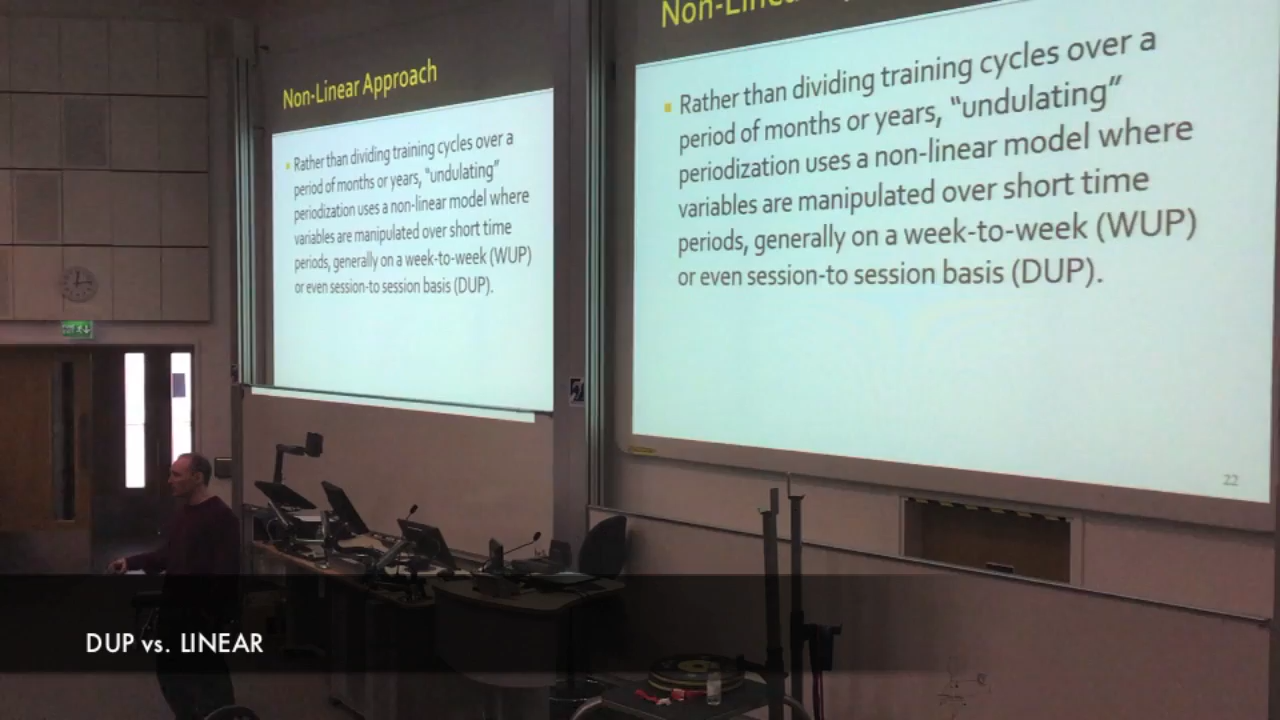 Non-Linear Approach
Rather than dividing training cycles over a
period of months or years, “undulating”
periodization uses a non-linear model where
variables are manipulated over short time
periods, generally on a week-to-week (WUP)
or even session-to session basis (DUP).
Non-Linear
Rather than dividing training cycles over a
period of months or years, “undulating”
periodization uses a non-linear model where
variables are manipulated over short time
periods, generally on a week-to-week (WUP)
or even session-to session basis (DUP).
22
DUP vs. LINEAR